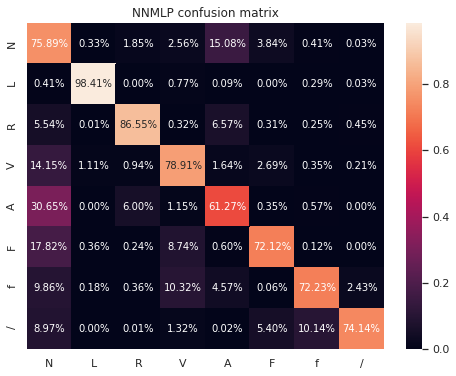 NNMLP confusion matrix
N 75.89% 0.33% 1.85% 2.56% 15.08% 3.84% 0.41% 0.03%
L 0.41% 98.41% 0.00% 0.77% 0.09% 0.00% 0.29% 0.03%
R 5.54% 0.01% 86.55% 0.32% 6.57% 0.31% 0.25% 0.45%
V 14.15% 1.11% 0.94% 78.91% 1.64% 2.69% 0.35% 0.21%
A 30.65% 0.00% 6.00% 1.15% 61.27% 0.35% 0.57% 0.00%
F 17.82% 0.36% 0.24% 8.74% 0.60% 72.12% 0.12% 0.00%
f 9.86% 0.18% 0.36% 10.32% 4.57% 0.06% 72.23% 2.43%
/ 8.97% 0.00% 0.01% 1.32% 0.02% 5.40% 10.14% 74.14%
N L R V A F f /
0.8
0.6
0.4
0.2
0.0